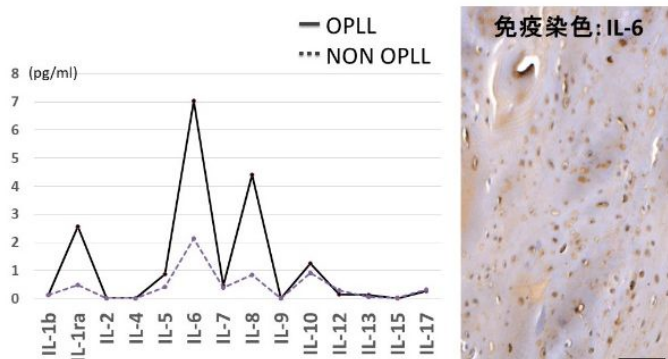 OPLL
NON OPLL
免疫染色: IL-6
(pg/ml)
8
7
6
5
4
3
2
1
0
IL-1b
IL-1ra
IL-2
IL-4
IL-5
IL-6
IL-7
IL-8
IL-9
IL-10
IL-12
IL-13
IL-15
IL-17